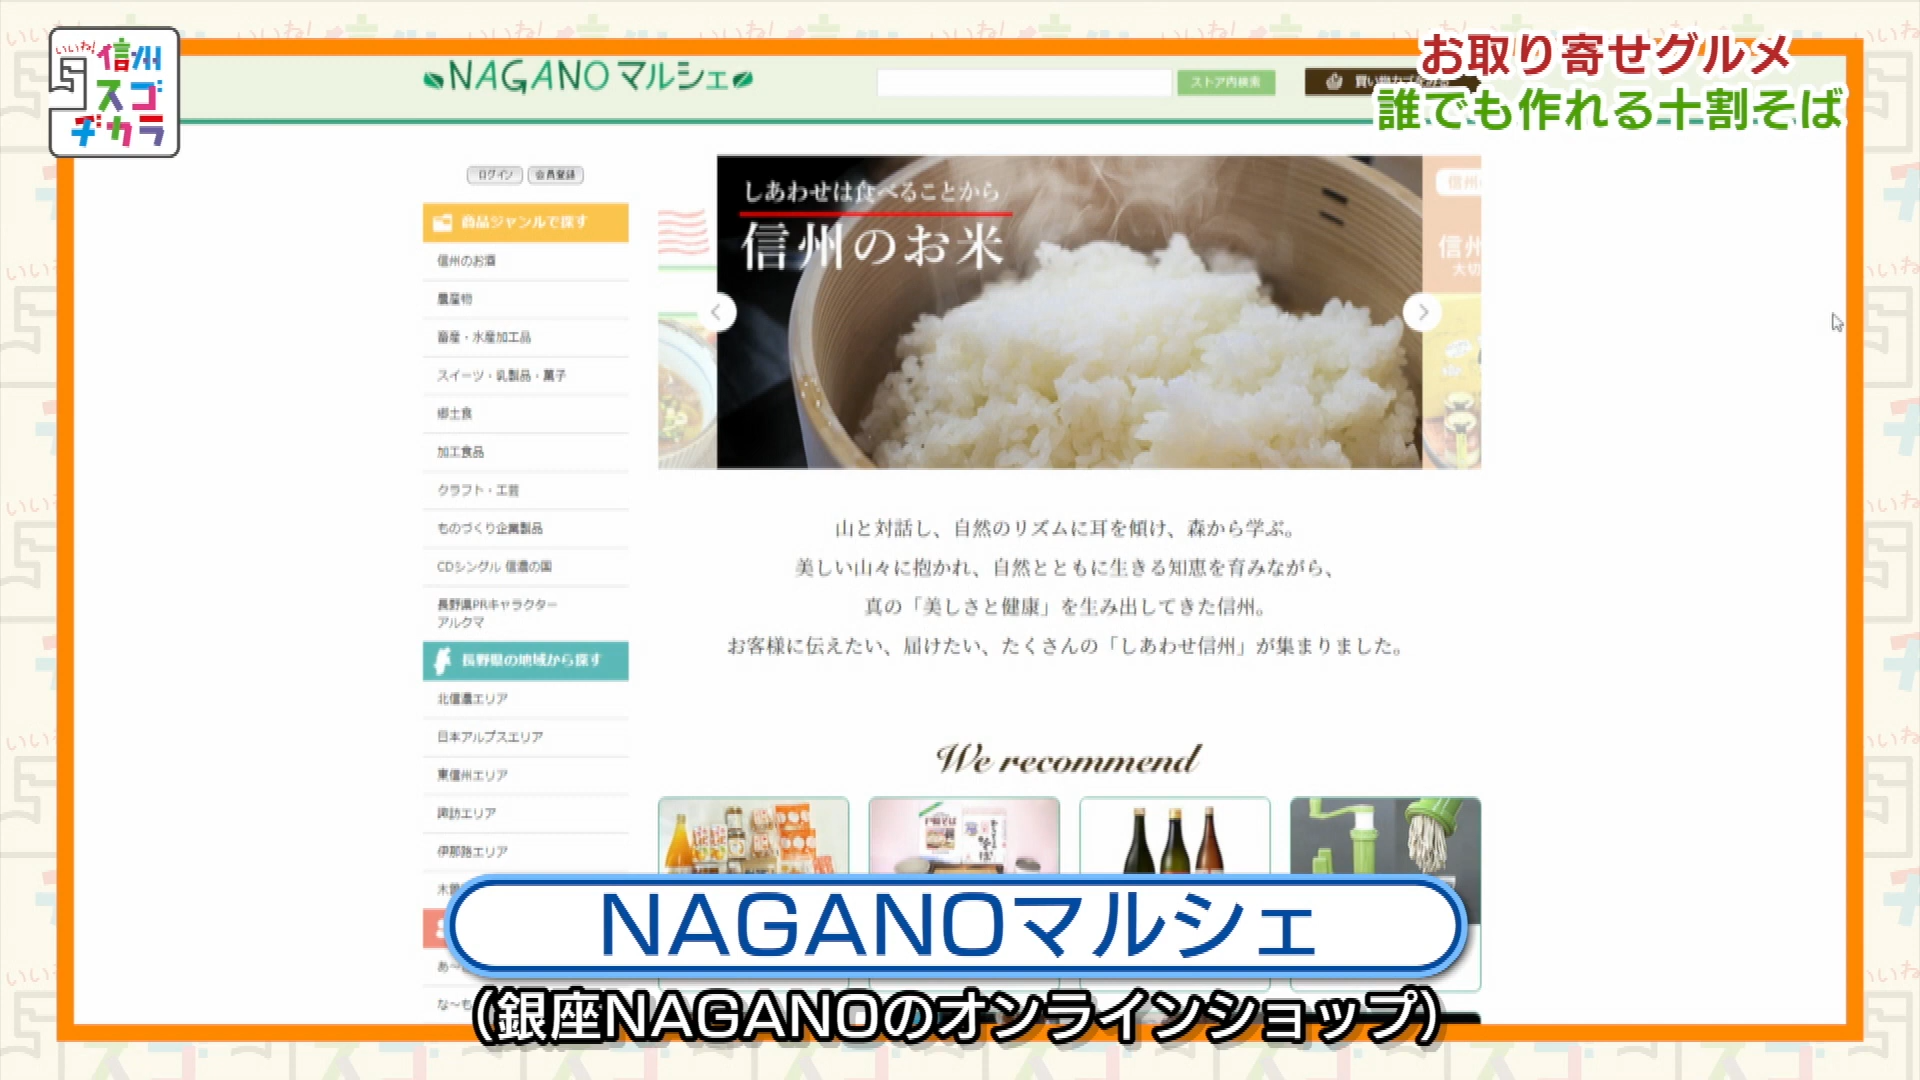 いいね!
信州
スゴ
ヂカラ
お取り寄せグルメ
誰でも作れる十割そば
NAGANO マルシェ
ストア内検索
ログイン
会員登録
商品ジャンルで探す
信州のお酒
農産物
畜産・水産加工品
スイーツ・乳製品・菓子
郷土食
加工食品
クラフト・工芸
ものづくり企業製品
CDシングル 信濃の国
長野県PRキャラクター
アルクマ
長野県の地域から探す
北信濃エリア
日本アルプスエリア
東信州エリア
諏訪エリア
伊那路エリア
しあわせは食べることから
信州のお米
山と対話し、自然のリズムに耳を傾け、森から学ぶ。
美しい山々に抱かれ、自然とともに生きる知恵を育みながら、
真の「美しさと健康」を生み出してきた信州。
お客様に伝えたい、届けたい、たくさんの「しあわせ信州」が集まりました。
We recommend
NAGANOマルシェ
(銀座NAGANOのオンラインショップ)